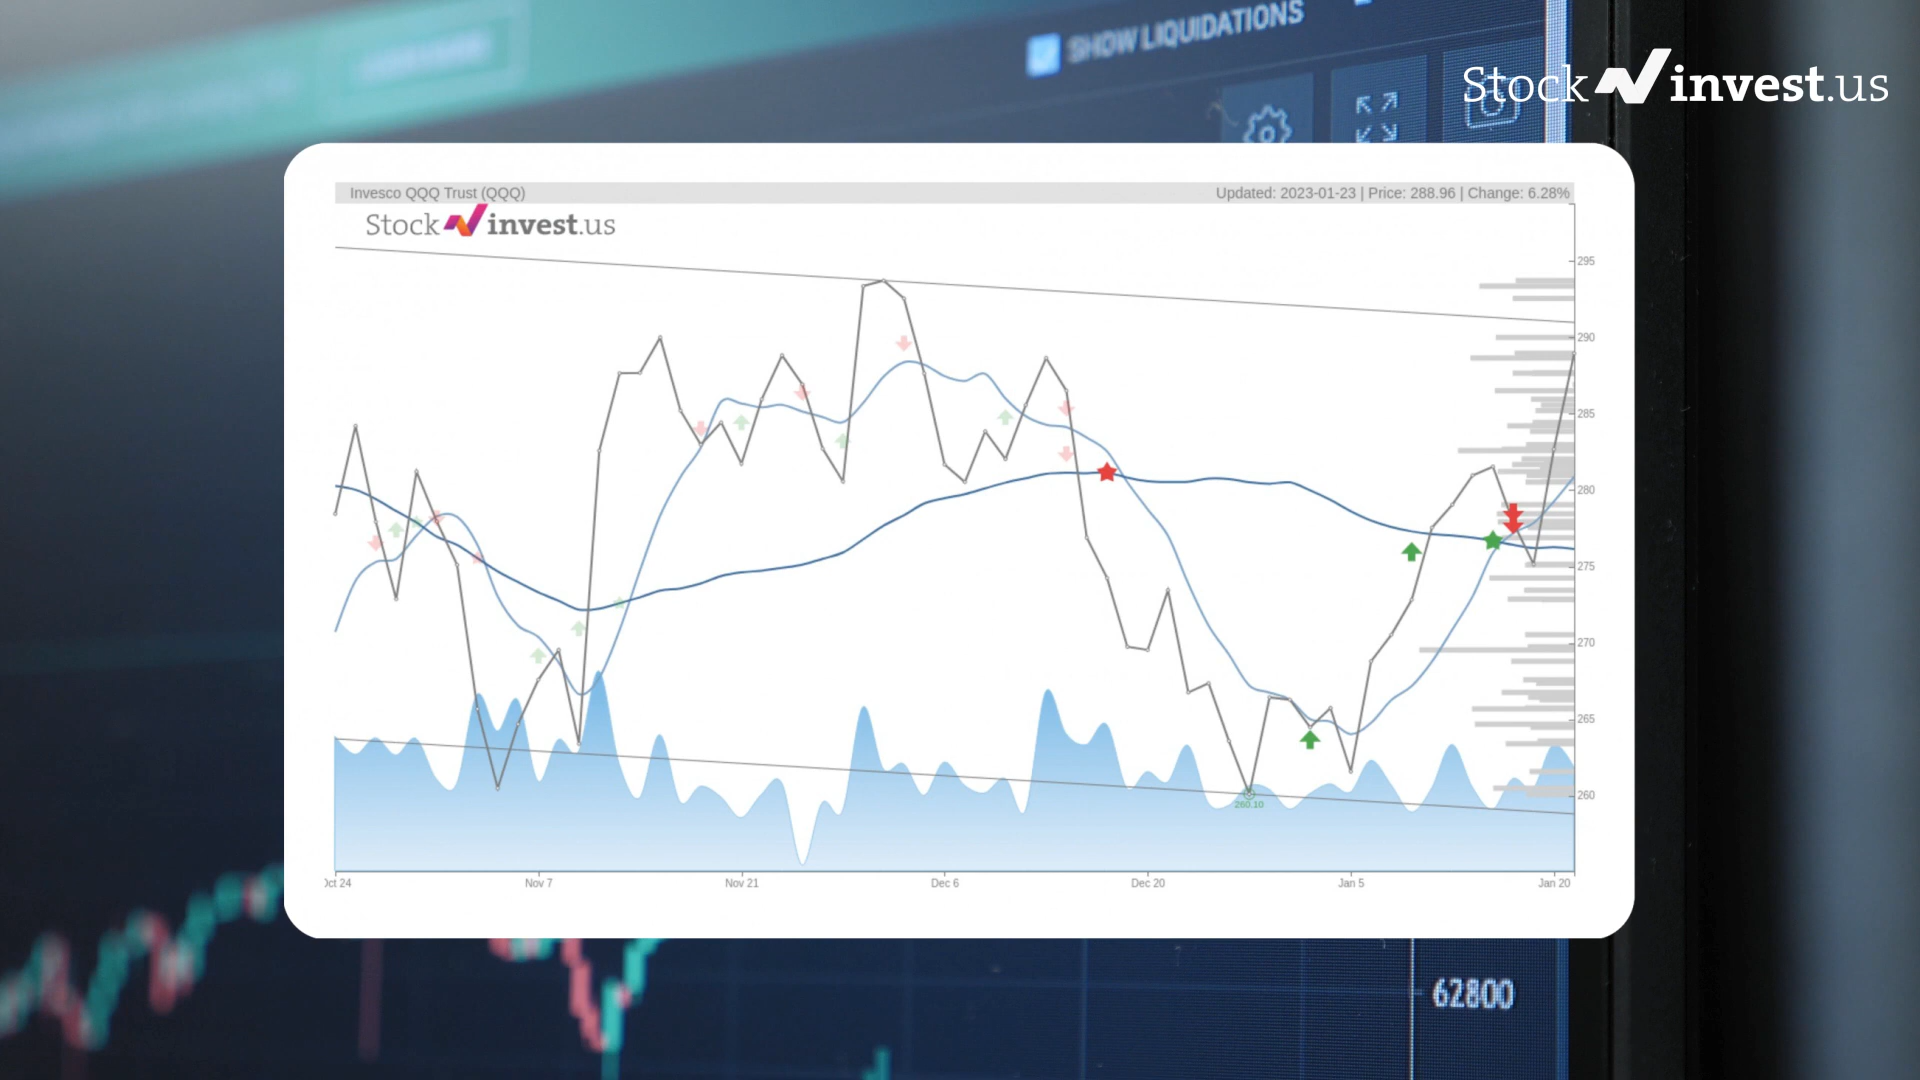 SHOW LIQUIDATIONS
Stock invest.us
Invesco QQQ Trust (QQQ)
Updated: 2023-01-23 | Price: 288.96 | Change: 6.28%
Stock invest.us
295
290
285
280
275
270
265
260
260.10
Oct 24
Nov 7
Nov 21
Dec 6
Dec 20
Jan 5
Jan 20
62800